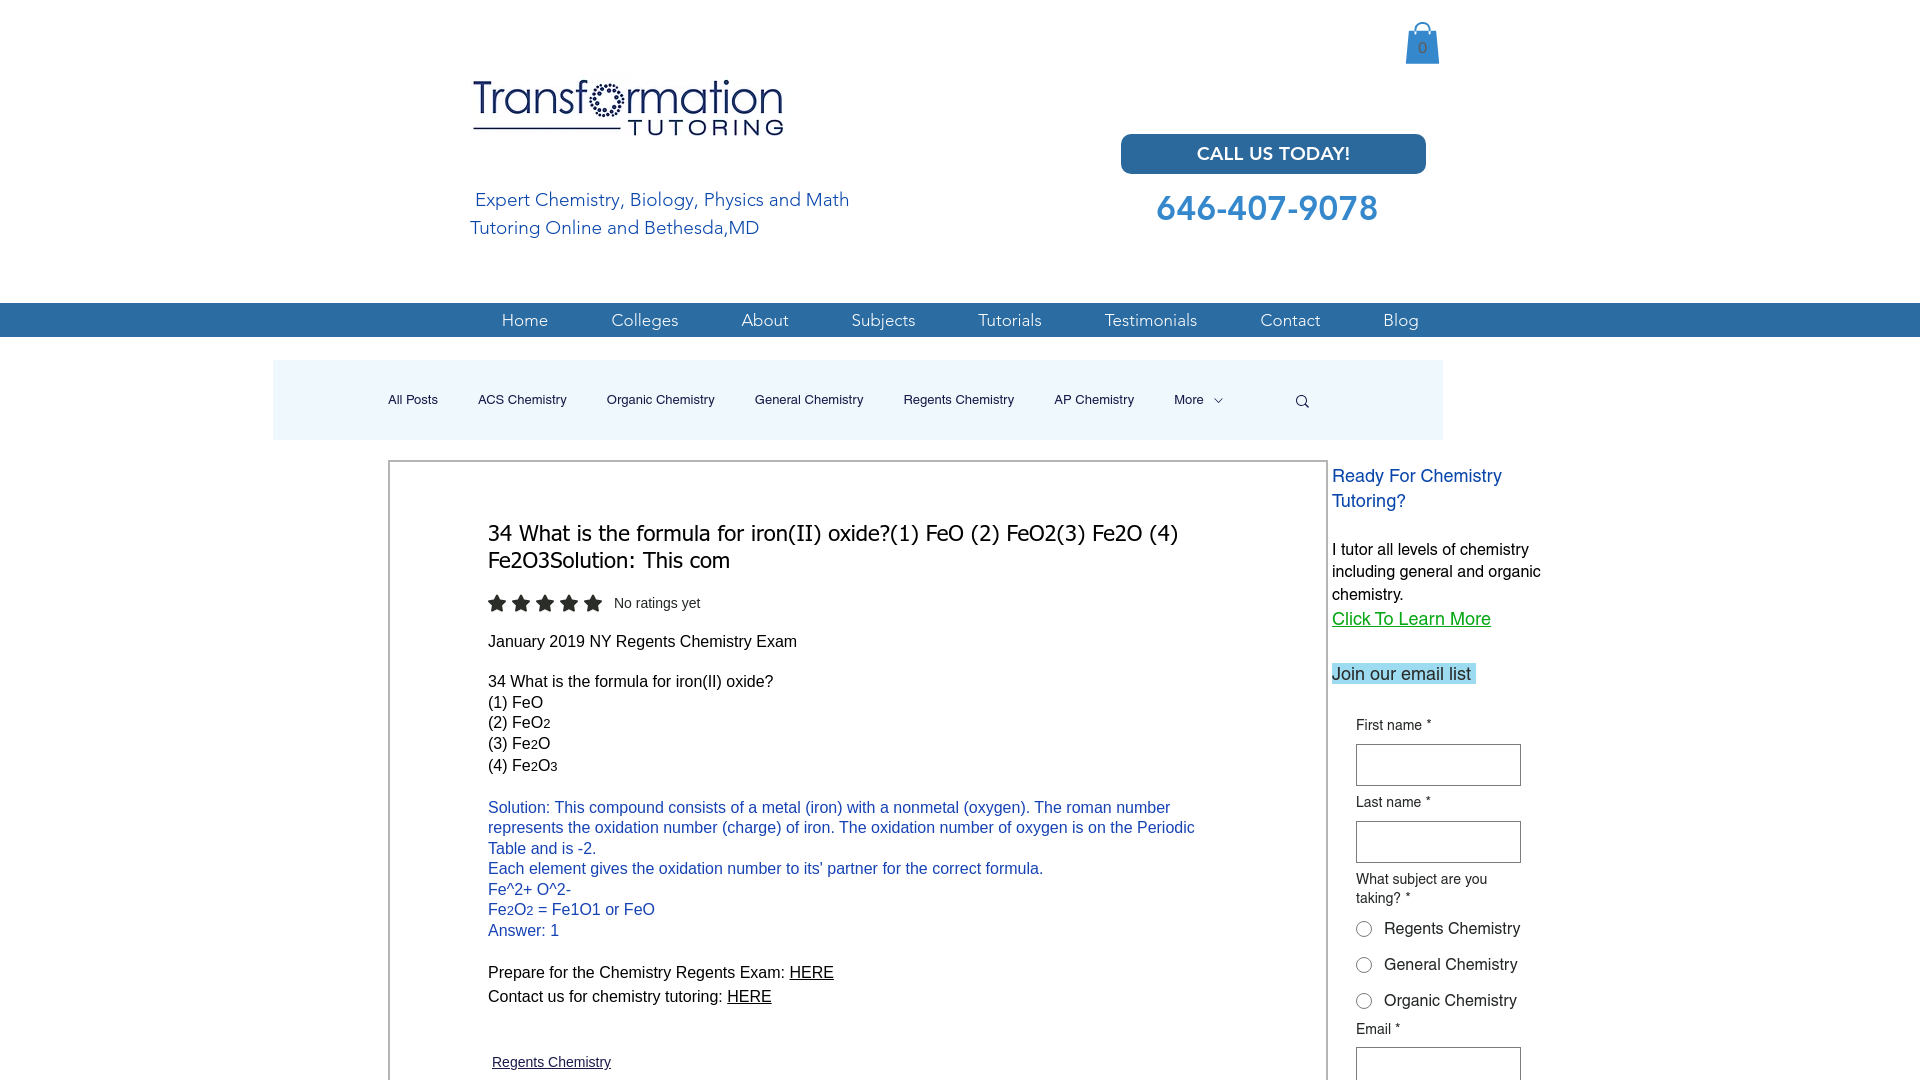 0
Transformation
TUTORING
CALL US TODAY!
Expert Chemistry, Biology, Physics and Math
Tutoring Online and Bethesda,MD
646-407-9078
Home Colleges About Subjects Tutorials Testimonials Contact Blog
All Posts ACS Chemistry Organic Chemistry General Chemistry Regents Chemistry AP Chemistry More
34 What is the formula for iron(II) oxide?(1) FeO (2) FeO2(3) Fe2O (4)
Fe2O3Solution: This com
No ratings yet
January 2019 NY Regents Chemistry Exam
34 What is the formula for iron(II) oxide?
(1) FeO
(2) FeO2
(3) Fe2O
(4) Fe2O3
Solution: This compound consists of a metal (iron) with a nonmetal (oxygen). The roman number
represents the oxidation number (charge) of iron. The oxidation number of oxygen is on the Periodic
Table and is -2.
Each element gives the oxidation number to its' partner for the correct formula.
Fe^2+ O^2-
Fe2O2 = Fe1O1 or FeO
Answer: 1
Prepare for the Chemistry Regents Exam: HERE
Contact us for chemistry tutoring: HERE
Regents Chemistry
Ready For Chemistry
Tutoring?
I tutor all levels of chemistry
including general and organic
chemistry.
Click To Learn More
Join our email list
First name *
Last name *
What subject are you
taking? *
Regents Chemistry
General Chemistry
Organic Chemistry
Email *